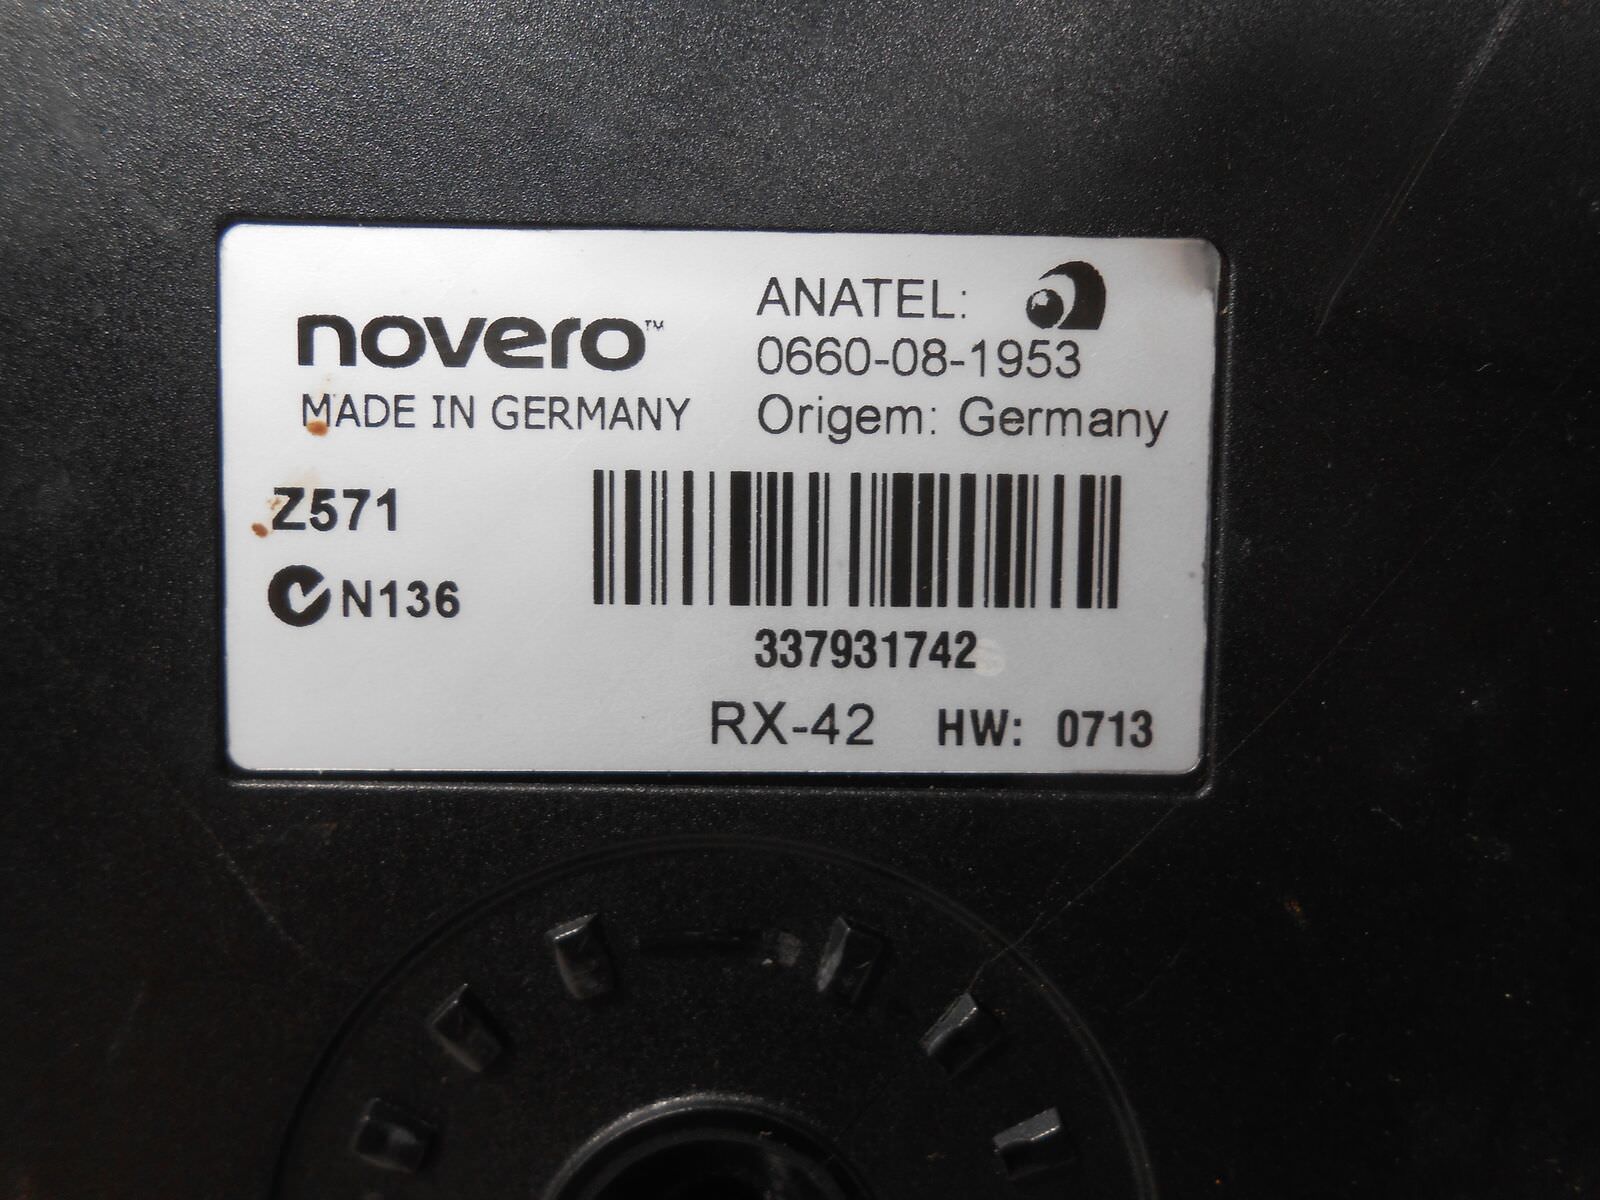 novero™
MADE IN GERMANY
ANATEL:
0660-08-1953
Origem: Germany
Z571
N136
337931742
RX-42 HW: 0713